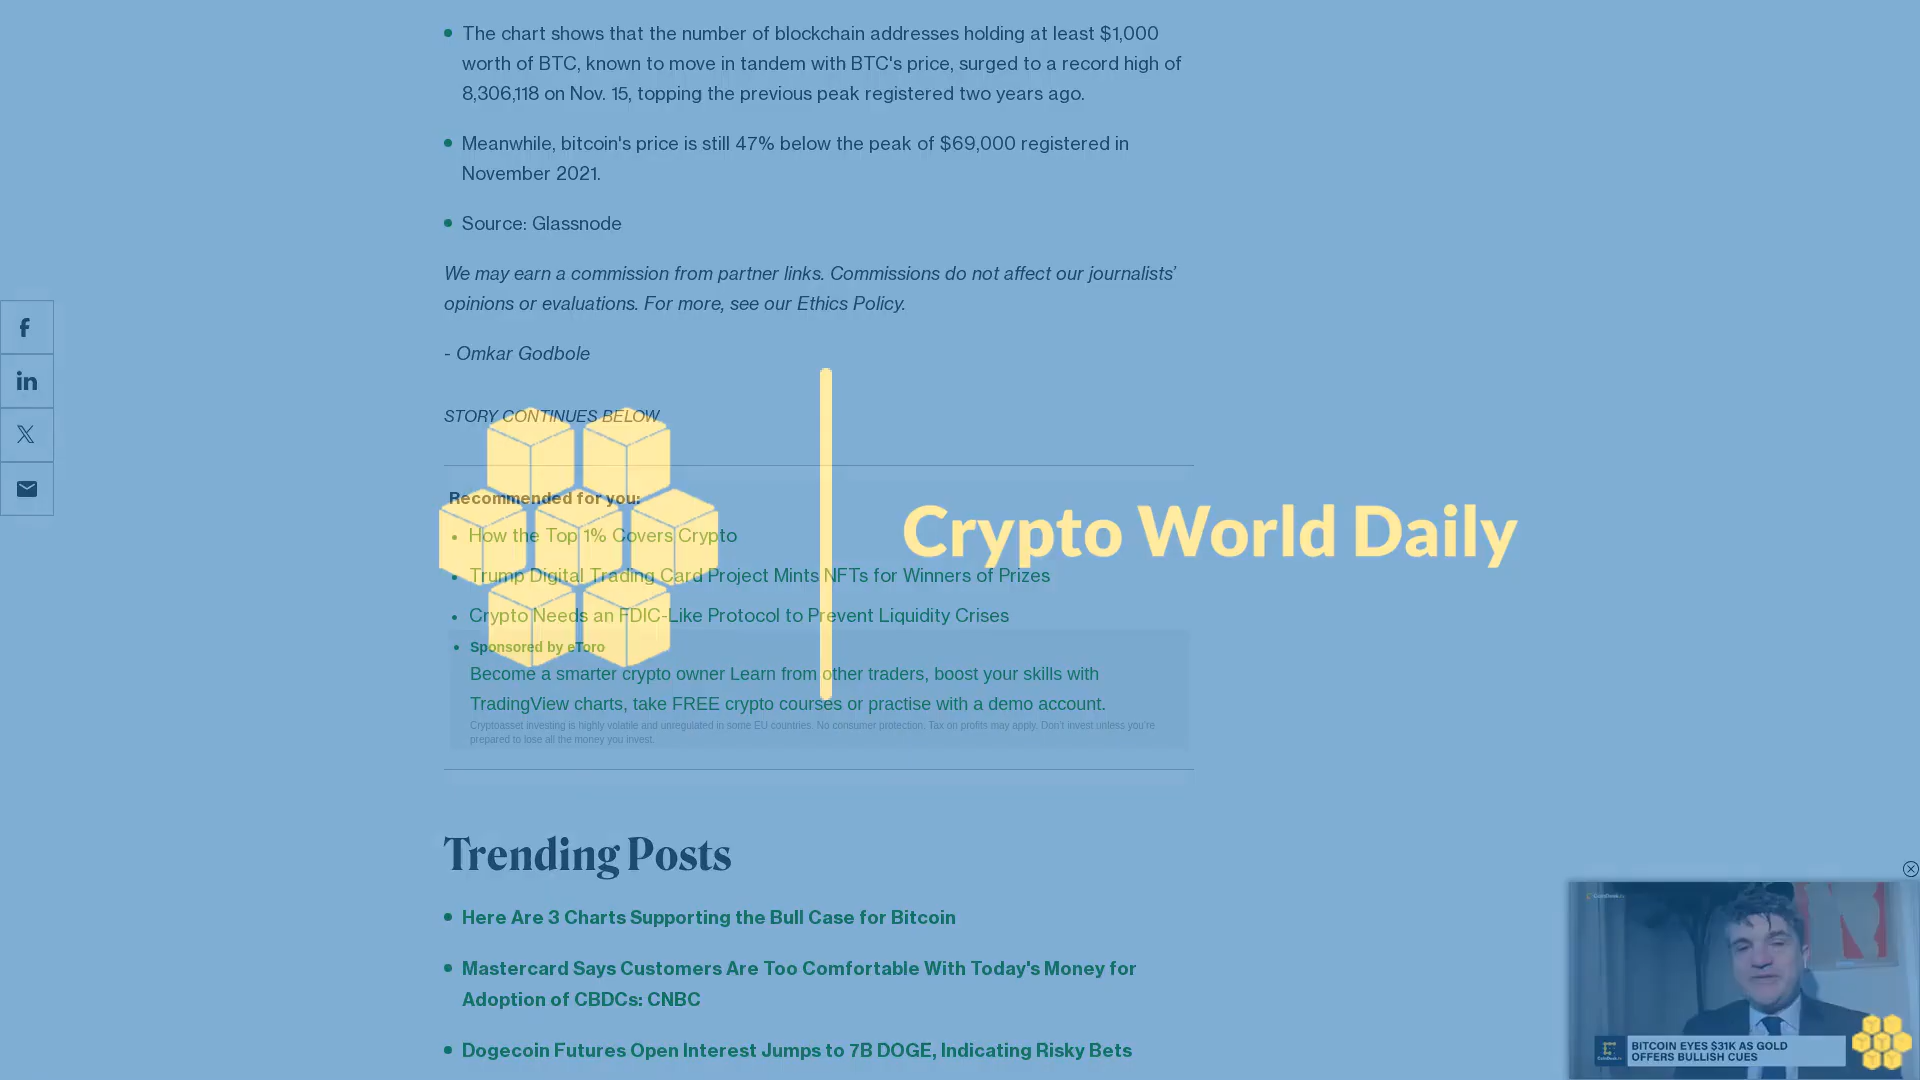 The chart shows that the number of blockchain addresses holding at least $1,000
worth of BTC, known to move in tandem with BTC's price, surged to a record high of
8,306,118 on Nov. 15, topping the previous peak registered two years ago.
Meanwhile, bitcoin's price is still 47% below the peak of $69,000 registered in
November 2021.
Source: Glassnode
We may earn a commission from partner links. Commissions do not affect our journalists’
opinions or evaluations. For more, see our Ethics Policy.
- Omkar Godbole
STORY CONTINUES BELOW
Recommended for you:
How the Top 1% Covers Crypto
Trump Digital Trading Card Project Mints NFTs for Winners of Prizes
Crypto Needs an FDIC-Like Protocol to Prevent Liquidity Crises
Sponsored by eToro
Become a smarter crypto owner Learn from other traders, boost your skills with
TradingView charts, take FREE crypto courses or practise with a demo account.
Cryptoasset investing is highly volatile and unregulated in some EU countries. No consumer protection. Tax on profits may apply. Don't invest unless you're
prepared to lose all the money you invest.
Crypto World Daily
Trending Posts
Here Are 3 Charts Supporting the Bull Case for Bitcoin
Mastercard Says Customers Are Too Comfortable With Today's Money for
Adoption of CBDCs: CNBC
Dogecoin Futures Open Interest Jumps to 7B DOGE, Indicating Risky Bets
BITCOIN EYES $31K AS GOLD
OFFERS BULLISH CUES